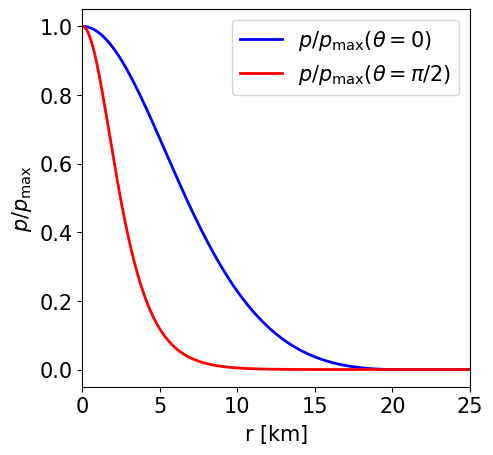 p/p_max(θ = 0)
p/p_max(θ = π/2)
p/p_max
1.0
0.8
0.6
0.4
0.2
0.0
0 5 10 15 20 25
r [km]